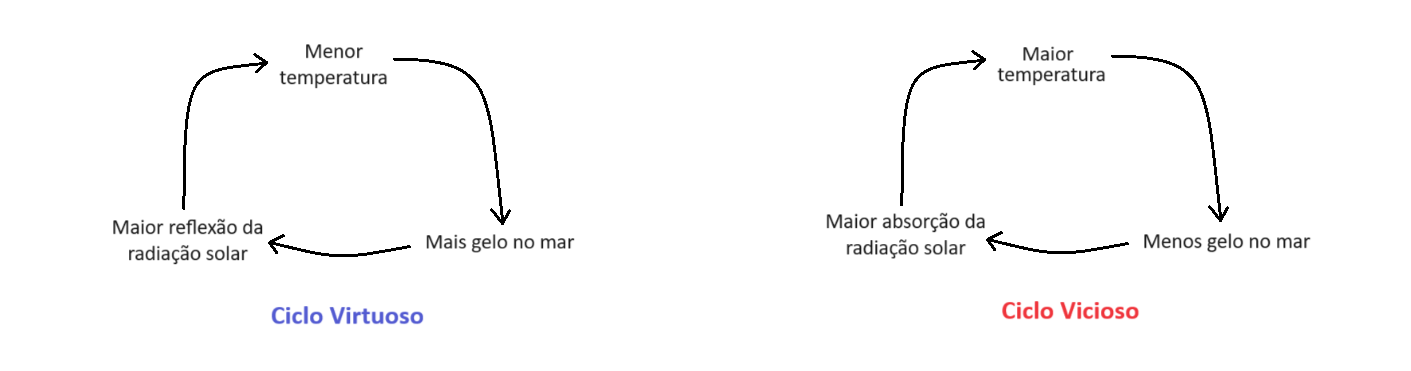 Menor
temperatura
Maior reflexão da
radiação solar
Mais gelo no mar
Ciclo Virtuoso
Maior
temperatura
Maior absorção da
radiação solar
Menos gelo no mar
Ciclo Vicioso